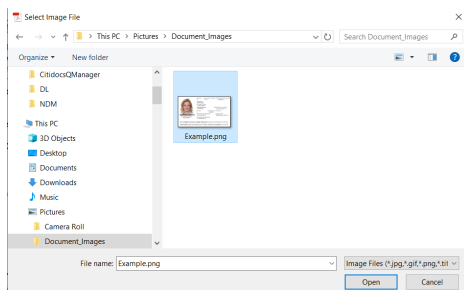 Select Image File
This PC > Pictures > Document_Images
Search Document_Images
Organize
New folder
CitidocsQManager
DL
NDM
This PC
3D Objects
Desktop
Documents
Downloads
Music
Pictures
Camera Roll
Document_Images
Example.png
File name: Example.png
Image Files (*.jpg,*.gif,*.png,*.tif
Open
Cancel